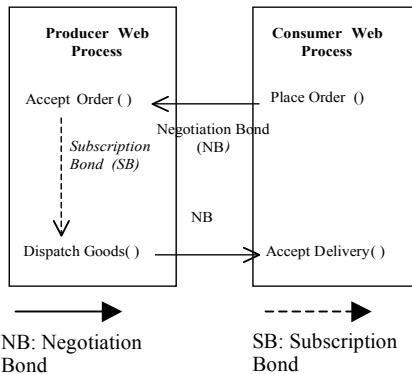 Producer Web
Process
Consumer Web
Process
Accept Order ( )
Place Order ()
Negotiation Bond
(NB)
Subscription
Bond (SB)
NB
Dispatch Goods( )
Accept Delivery( )
NB: Negotiation
Bond
SB: Subscription
Bond